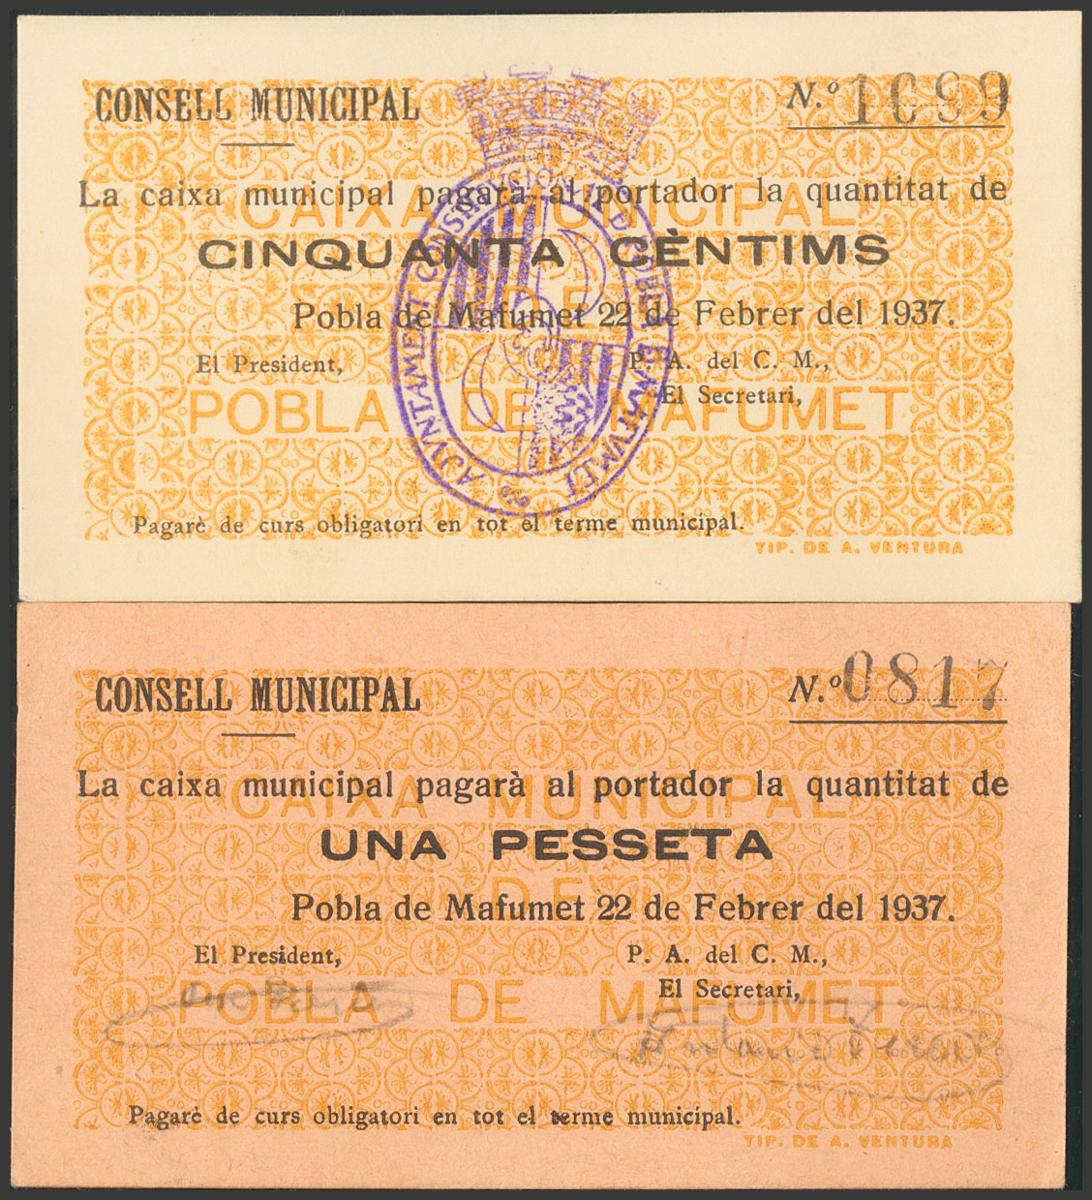 CONSELL MUNICIPAL
N.º 1099
La caixa municipal pagarà al portador la quantitat de
CINQUANTA CÈNTIMS
Pobla de Mafumet 22 de Febrer del 1937.
El President,
P. A. del C. M.,
El Secretari,
CAIXA MUNICIPAL
DE
POBLA DE MAFUMET
AJVNTAMENT
Pagarè de curs obligatori en tot el terme municipal.
TIP. DE A. VENTURA
CONSELL MUNICIPAL
N.º 0817
La caixa municipal pagarà al portador la quantitat de
UNA PESSETA
Pobla de Mafumet 22 de Febrer del 1937.
El President,
P. A. del C. M.,
El Secretari,
CAIXA MUNICIPAL
DE
POBLA DE MAFUMET
Pagarè de curs obligatori en tot el terme municipal.
TIP. DE A. VENTURA